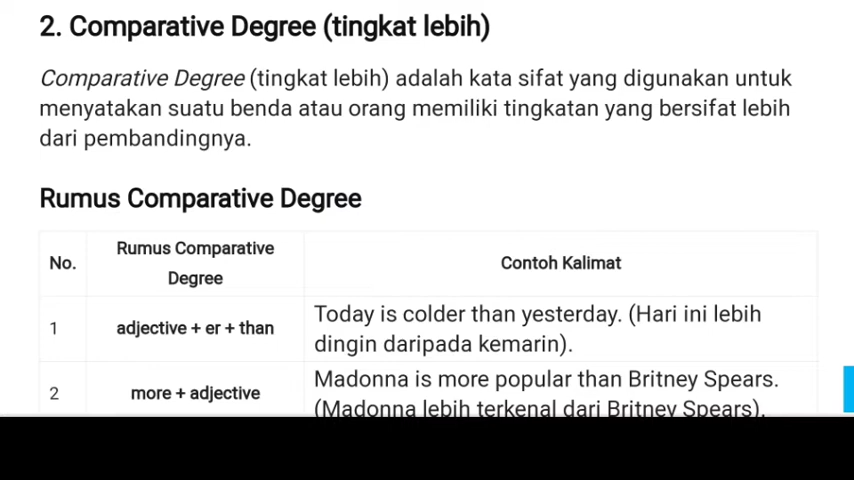 2. Comparative Degree (tingkat lebih)
Comparative Degree (tingkat lebih) adalah kata sifat yang digunakan untuk
menyatakan suatu benda atau orang memiliki tingkatan yang bersifat lebih
dari pembandingnya.
Rumus Comparative Degree
No.
Rumus Comparative
Degree
Contoh Kalimat
1
adjective + er + than
Today is colder than yesterday. (Hari ini lebih
dingin daripada kemarin).
2
more + adjective
Madonna is more popular than Britney Spears.
(Madonna lebih terkenal dari Britney Spears).